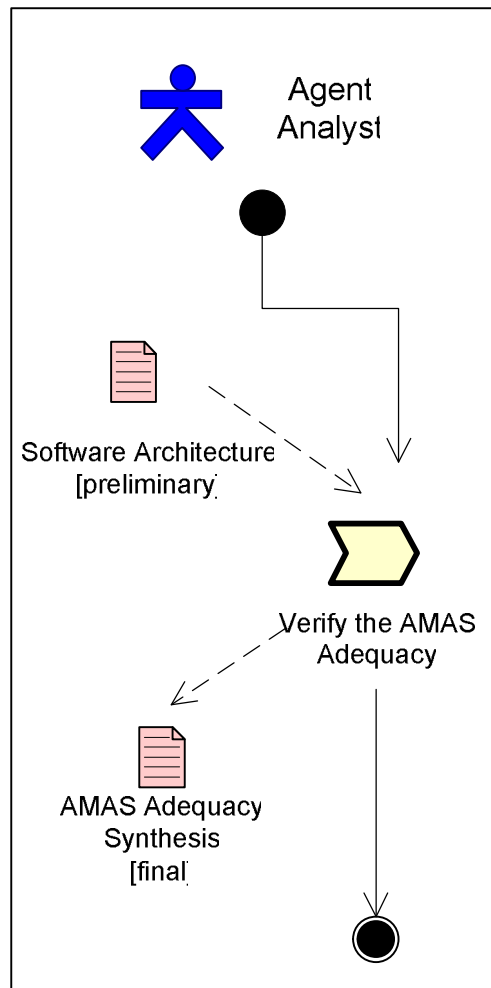 Agent
Analyst
Software Architecture
[preliminary]
Verify the AMAS
Adequacy
AMAS Adequacy
Synthesis
[final]